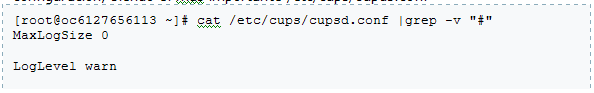 [root@oc6127656113 ~]# cat /etc/cups/cupsd.conf |grep -v "#"
MaxLogSize 0
LogLevel warn